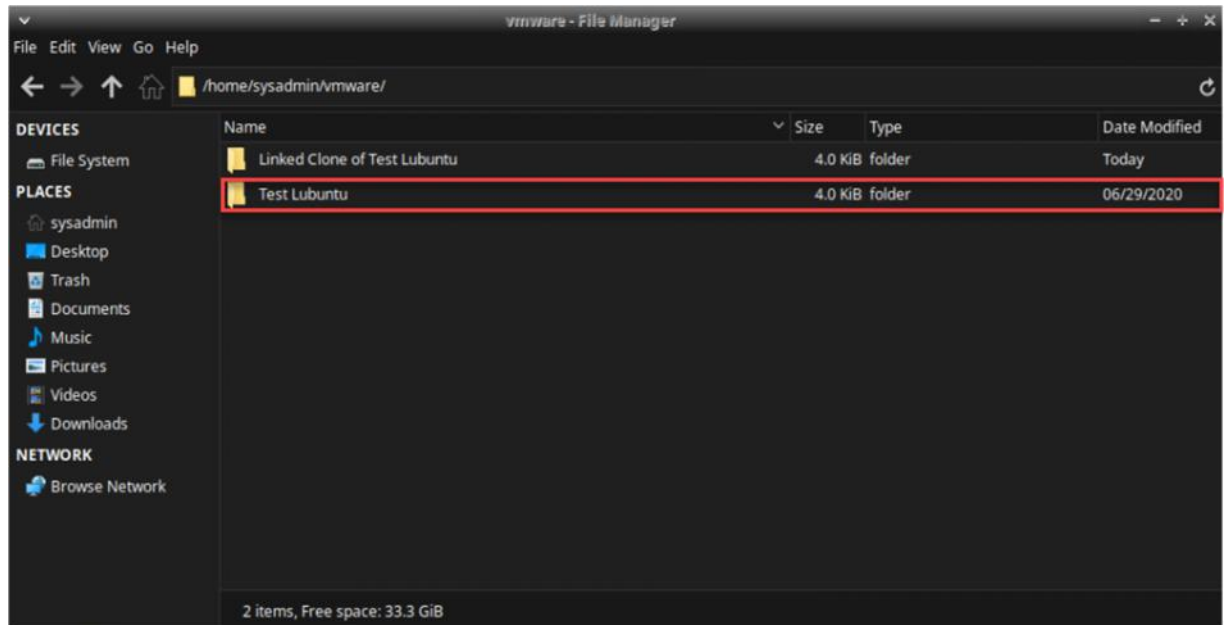 vmware - File Manager
File Edit View Go Help
/home/sysadmin/vmware/
DEVICES
File System
PLACES
sysadmin
Desktop
Trash
Documents
Music
Pictures
Videos
Downloads
NETWORK
Browse Network
Name Size Type Date Modified
Linked Clone of Test Lubuntu 4.0 KiB folder Today
Test Lubuntu 4.0 KiB folder 06/29/2020
2 items, Free space: 33.3 GiB